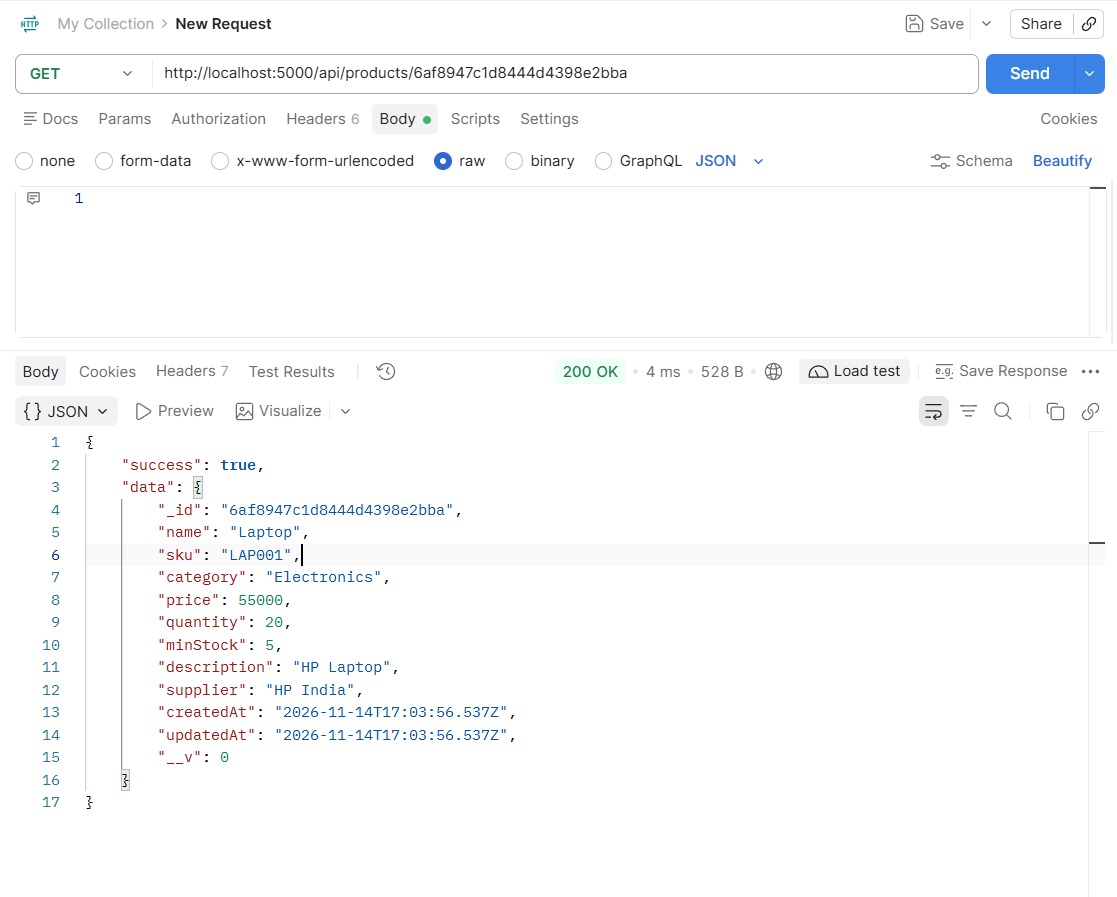 HTTP My Collection > New Request Save Share
GET http://localhost:5000/api/products/6af8947c1d8444d4398e2bba Send
Docs Params Authorization Headers 6 Body Scripts Settings Cookies
none form-data x-www-form-urlencoded raw binary GraphQL JSON Schema Beautify
1
Body Cookies Headers 7 Test Results 200 OK 4 ms 528 B Load test e.g. Save Response
{} JSON Preview Visualize
1 {
2 "success": true,
3 "data": {
4 "_id": "6af8947c1d8444d4398e2bba",
5 "name": "Laptop",
6 "sku": "LAP001",
7 "category": "Electronics",
8 "price": 55000,
9 "quantity": 20,
10 "minStock": 5,
11 "description": "HP Laptop",
12 "supplier": "HP India",
13 "createdAt": "2026-11-14T17:03:56.537Z",
14 "updatedAt": "2026-11-14T17:03:56.537Z",
15 "__v": 0
16 }
17 }